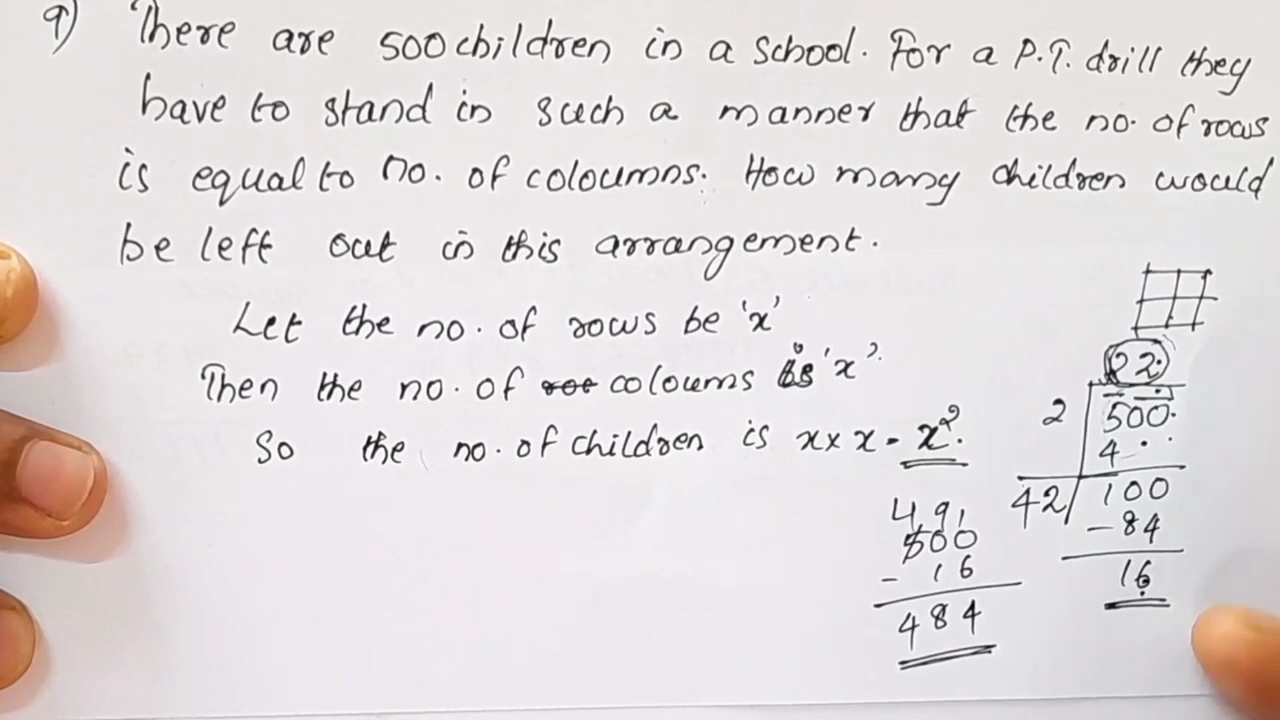 9) There are 500 children in a school. For a P.T. drill they
have to stand in such a manner that the no. of rows
is equal to no. of coloumns. How many children would
be left out in this arrangement.
Let the no. of rows be 'x'
Then the no. of coloums is 'x'.
So the no. of children is x × x = x².
22
2 500
4
42 100
- 84
16
4 9 1
500
- 16
484